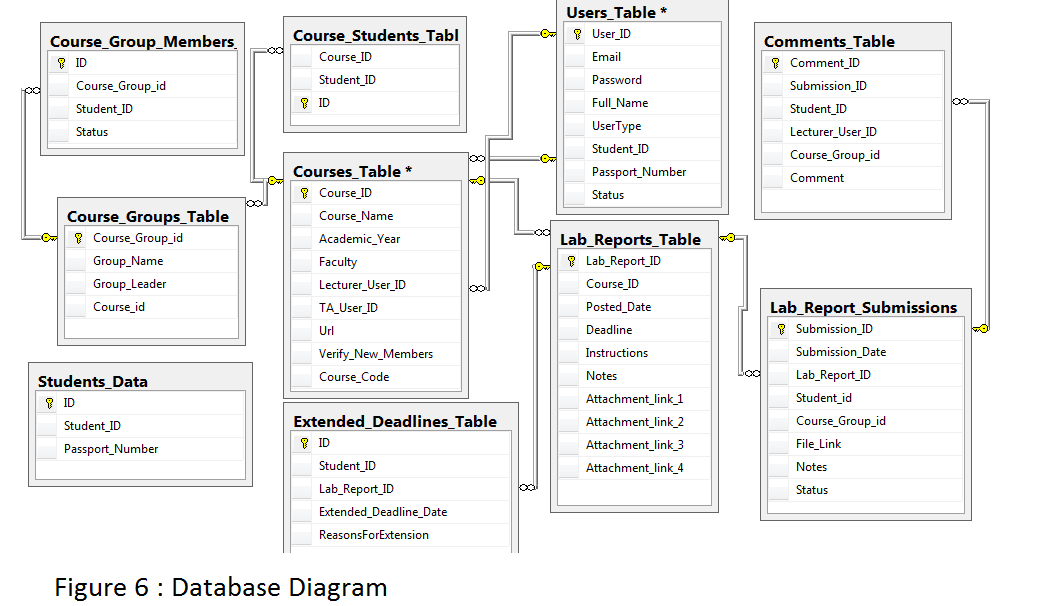 Course_Group_Members_
ID
Course_Group_id
Student_ID
Status
Course_Students_Tabl
Course_ID
Student_ID
ID
Users_Table *
User_ID
Email
Password
Full_Name
UserType
Student_ID
Passport_Number
Status
Comments_Table
Comment_ID
Submission_ID
Student_ID
Lecturer_User_ID
Course_Group_id
Comment
Course_Groups_Table
Course_Group_id
Group_Name
Group_Leader
Course_id
Courses_Table *
Course_ID
Course_Name
Academic_Year
Faculty
Lecturer_User_ID
TA_User_ID
Url
Verify_New_Members
Course_Code
Lab_Reports_Table
Lab_Report_ID
Course_ID
Posted_Date
Deadline
Instructions
Notes
Attachment_link_1
Attachment_link_2
Attachment_link_3
Attachment_link_4
Lab_Report_Submissions
Submission_ID
Submission_Date
Lab_Report_ID
Student_id
Course_Group_id
File_Link
Notes
Status
Students_Data
ID
Student_ID
Passport_Number
Extended_Deadlines_Table
ID
Student_ID
Lab_Report_ID
Extended_Deadline_Date
ReasonsForExtension
Figure 6 : Database Diagram